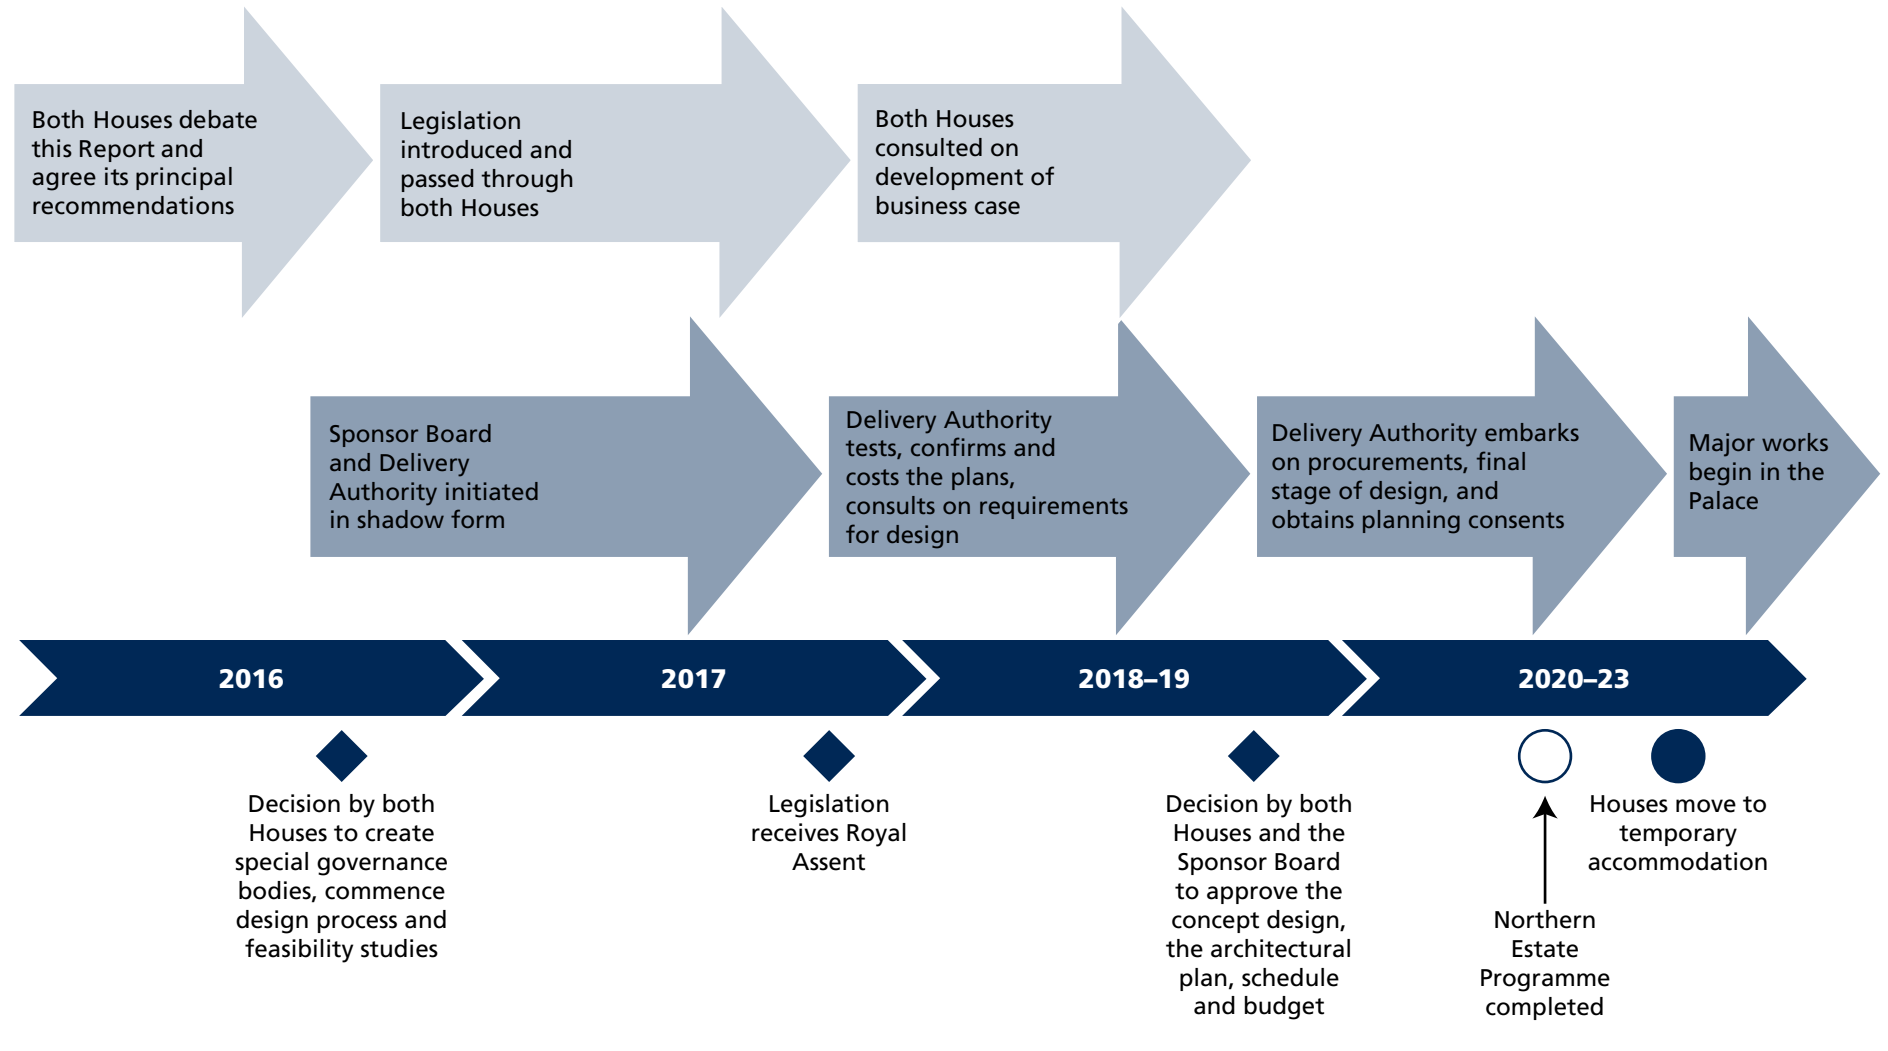 Both Houses debate
this Report and
agree its principal
recommendations
Legislation
introduced and
passed through
both Houses
Both Houses
consulted on
development of
business case
Sponsor Board
and Delivery
Authority initiated
in shadow form
Delivery Authority
tests, confirms and
costs the plans,
consults on requirements
for design
Delivery Authority embarks
on procurements, final
stage of design, and
obtains planning consents
Major works
begin in the
Palace
2016
2017
2018–19
2020–23
Decision by both
Houses to create
special governance
bodies, commence
design process and
feasibility studies
Legislation
receives Royal
Assent
Decision by both
Houses and the
Sponsor Board
to approve the
concept design,
the architectural
plan, schedule
and budget
Northern
Estate
Programme
completed
Houses move to
temporary
accommodation